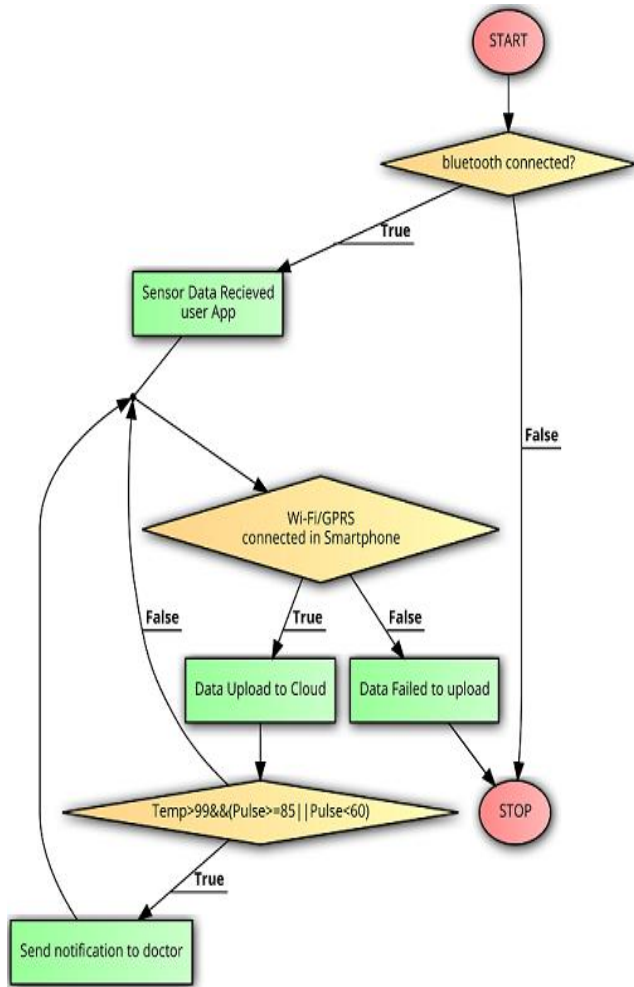 START
bluetooth connected?
True
Sensor Data Recieved
user App
False
Wi-Fi/GPRS
connected in Smartphone
False
True
False
Data Upload to Cloud
Data Failed to upload
Temp>99&&(Pulse>=85||Pulse<60)
STOP
True
Send notification to doctor